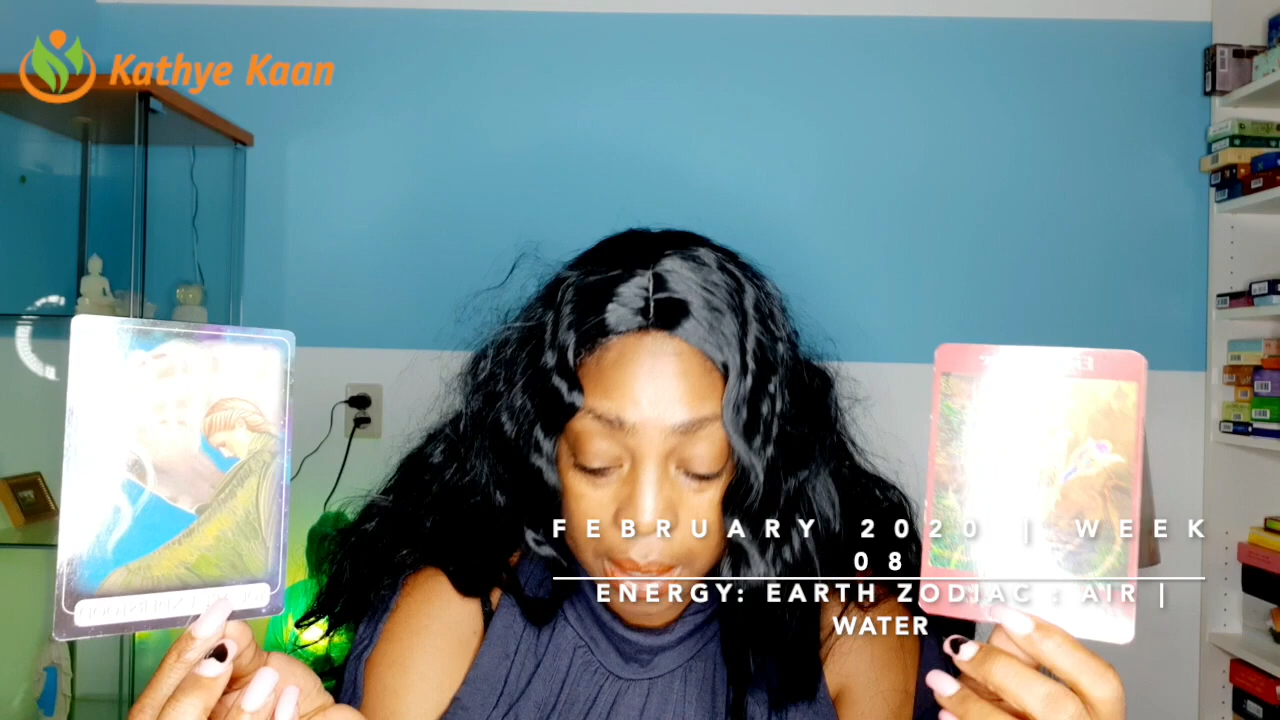 Kathye Kaan
FEBRUARY 2020 | WEEK
08
ENERGY: EARTH ZODIAC : AIR |
WATER